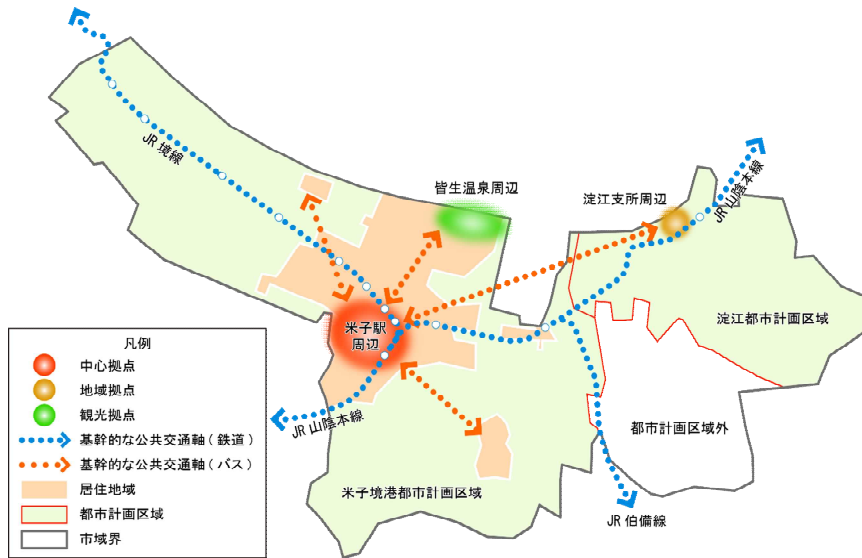 JR境線
皆生温泉周辺
淀江支所周辺
JR山陰本線
米子駅
周辺
淀江都市計画区域
JR山陰本線
都市計画区域外
米子境港都市計画区域
JR伯備線
凡例
中心拠点
地域拠点
観光拠点
基幹的な公共交通軸(鉄道)
基幹的な公共交通軸(バス)
居住地域
都市計画区域
市域界